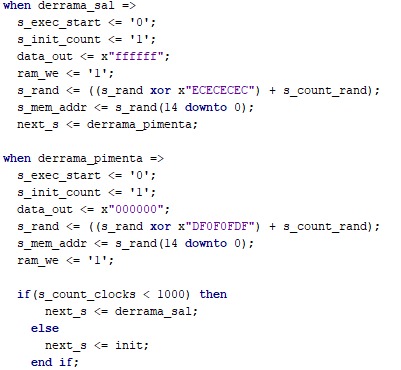 when derrama_sal =>
s_exec_start <= '0';
s_init_count <= '1';
data_out <= x"ffffff";
ram_we <= '1';
s_rand <= ((s_rand xor x"ECECECEC") + s_count_rand);
s_mem_addr <= s_rand(14 downto 0);
next_s <= derrama_pimenta;
when derrama_pimenta =>
s_exec_start <= '0';
s_init_count <= '1';
data_out <= x"000000";
s_rand <= ((s_rand xor x"DF0F0FDF") + s_count_rand);
s_mem_addr <= s_rand(14 downto 0);
ram_we <= '1';
if(s_count_clocks < 1000) then
next_s <= derrama_sal;
else
next_s <= init;
end if;